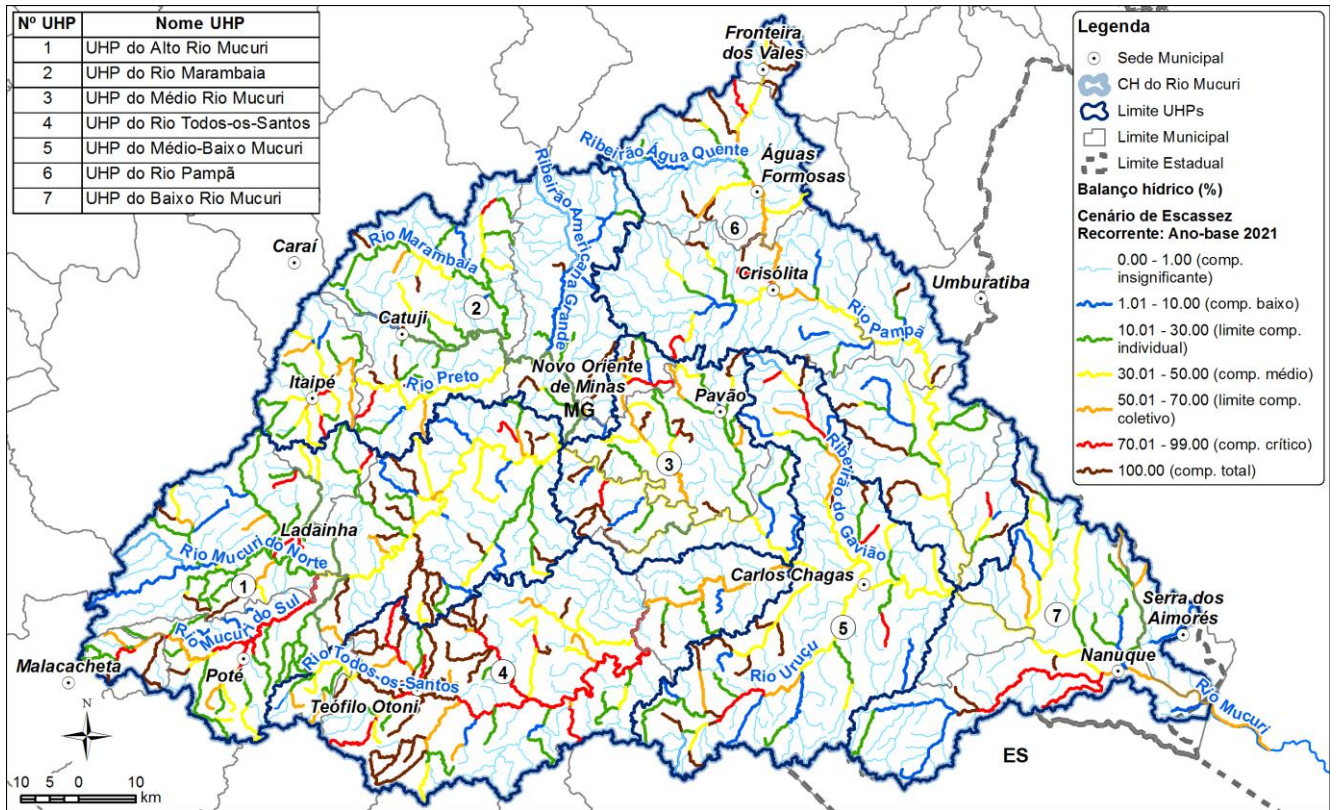 Nº UHP Nome UHP
1 UHP do Alto Rio Mucuri
2 UHP do Rio Marambaia
3 UHP do Médio Rio Mucuri
4 UHP do Rio Todos-os-Santos
5 UHP do Médio-Baixo Mucuri
6 UHP do Rio Pampã
7 UHP do Baixo Rio Mucuri
Legenda
Sede Municipal
CH do Rio Mucuri
Limite UHPs
Limite Municipal
Limite Estadual
Balanço hídrico (%)
Cenário de Escassez
Recorrente: Ano-base 2021
0.00 - 1.00 (comp.
insignificante)
1.01 - 10.00 (comp. baixo)
10.01 - 30.00 (limite comp.
individual)
30.01 - 50.00 (comp. médio)
50.01 - 70.00 (limite comp.
coletivo)
70.01 - 99.00 (comp. crítico)
100.00 (comp. total)
Fronteira
dos Vales
Ribeirão Água Quente
Águas
Formosas
Ribeirão Americana Grande
6
Caraí
Rio Marambaia
Crisólita
Umburatiba
2
Catuji
Rio Pampã
Novo Oriente
de Minas
Itaipé
Rio Preto
MG
Pavão
3
Ribeirão do Gavião
Ladainha
Rio Mucuri do Norte
Carlos Chagas
1
Rio Mucuri do Sul
5
7
Serra dos
Aimorés
Malacacheta
Poté
Rio Todos-os-Santos
4
Rio Uruçu
Nanuque
Teófilo Otoni
Rio Mucuri
N
ES
10 5 0 10
km